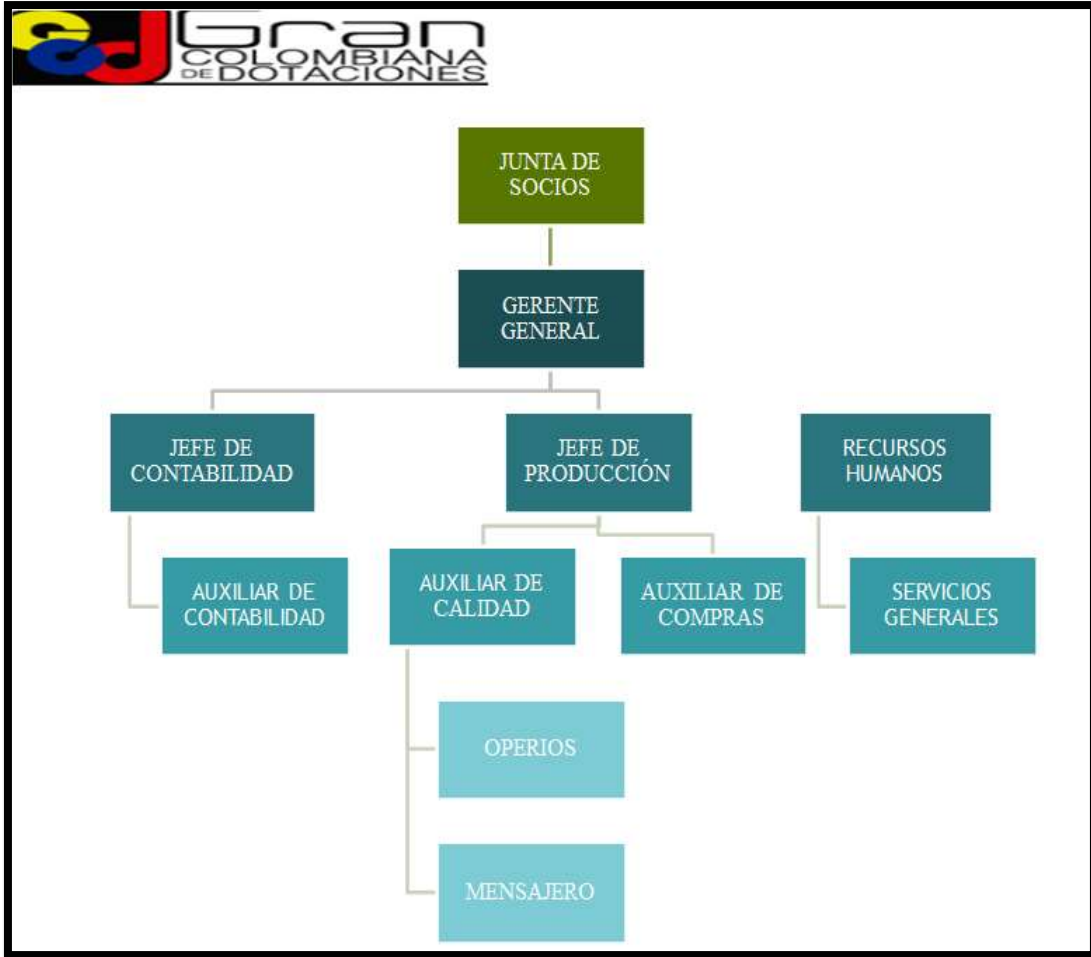 GCD Gran
COLOMBIANA
DE DOTACIONES
JUNTA DE
SOCIOS
GERENTE
GENERAL
JEFE DE
CONTABILIDAD
JEFE DE
PRODUCCIÓN
RECURSOS
HUMANOS
AUXILIAR DE
CONTABILIDAD
AUXILIAR DE
CALIDAD
AUXILIAR DE
COMPRAS
SERVICIOS
GENERALES
OPERIOS
MENSAJERO